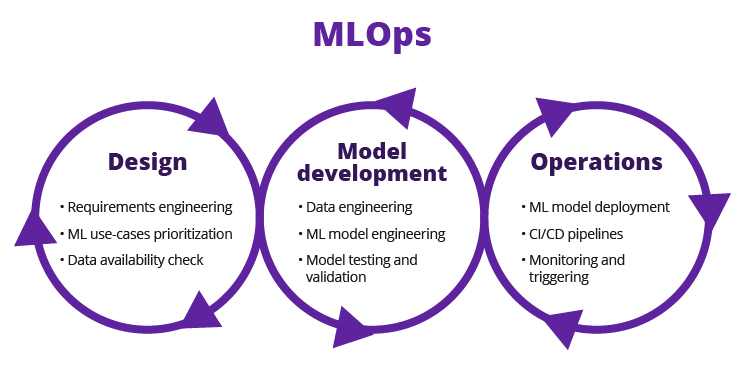 MLOps
Design
• Requirements engineering
• ML use-cases prioritization
• Data availability check
Model
development
• Data engineering
• ML model engineering
• Model testing and
validation
Operations
• ML model deployment
• CI/CD pipelines
• Monitoring and
triggering